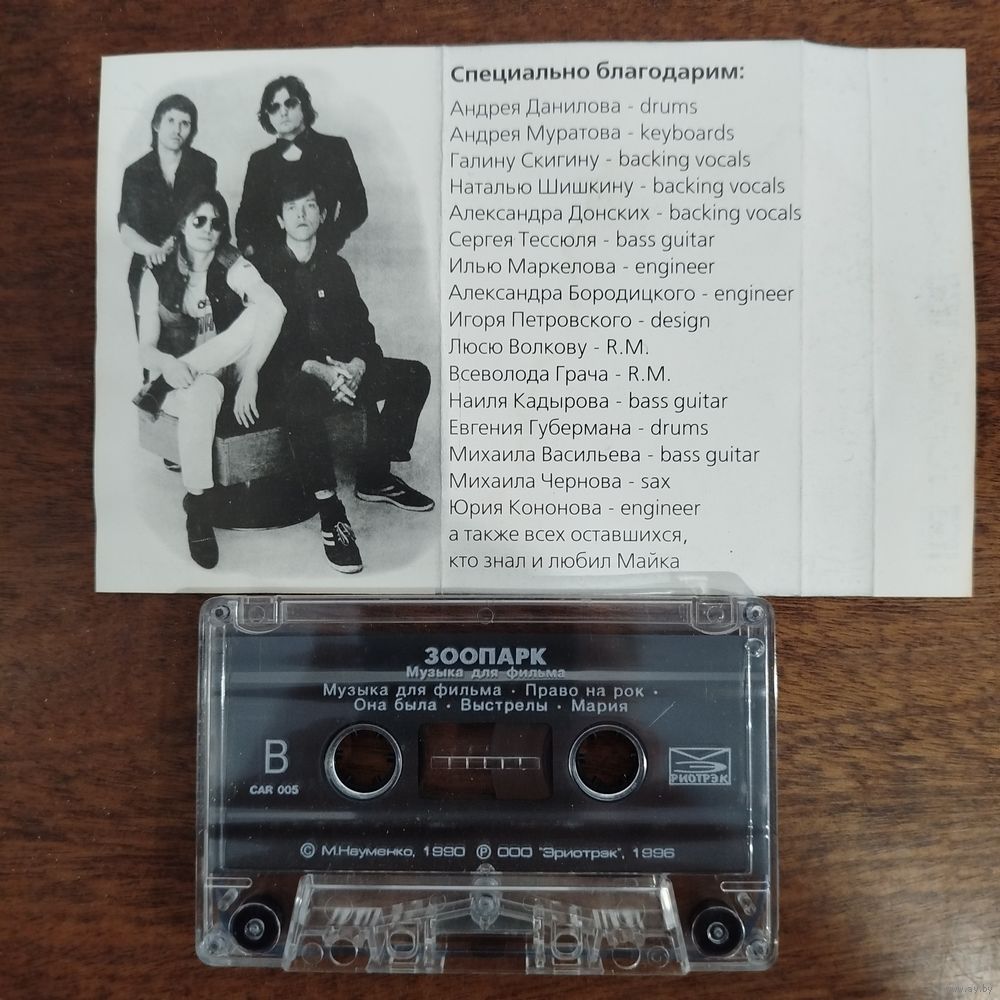 Специально благодарим:
Андрея Данилова - drums
Андрея Муратова - keyboards
Галину Скигину - backing vocals
Наталью Шишкину - backing vocals
Александра Донских - backing vocals
Сергея Тессюля - bass guitar
Илью Маркелова - engineer
Александра Бородицкого - engineer
Игоря Петровского - design
Люсю Волкову - R.M.
Всеволода Грача - R.M.
Наиля Кадырова - bass guitar
Евгения Губермана - drums
Михаила Васильева - bass guitar
Михаила Чернова - sax
Юрия Кононова - engineer
а также всех оставшихся,
кто знал и любил Майка
ЗООПАРК
Музыка для фильма
Музыка для фильма · Право на рок ·
Она была · Выстрелы · Мария
B
CAR 005
ЭРИОТРЭК
© М.Науменко, 1990 ℗ ООО "Эриотрэк", 1996
www.ay.by